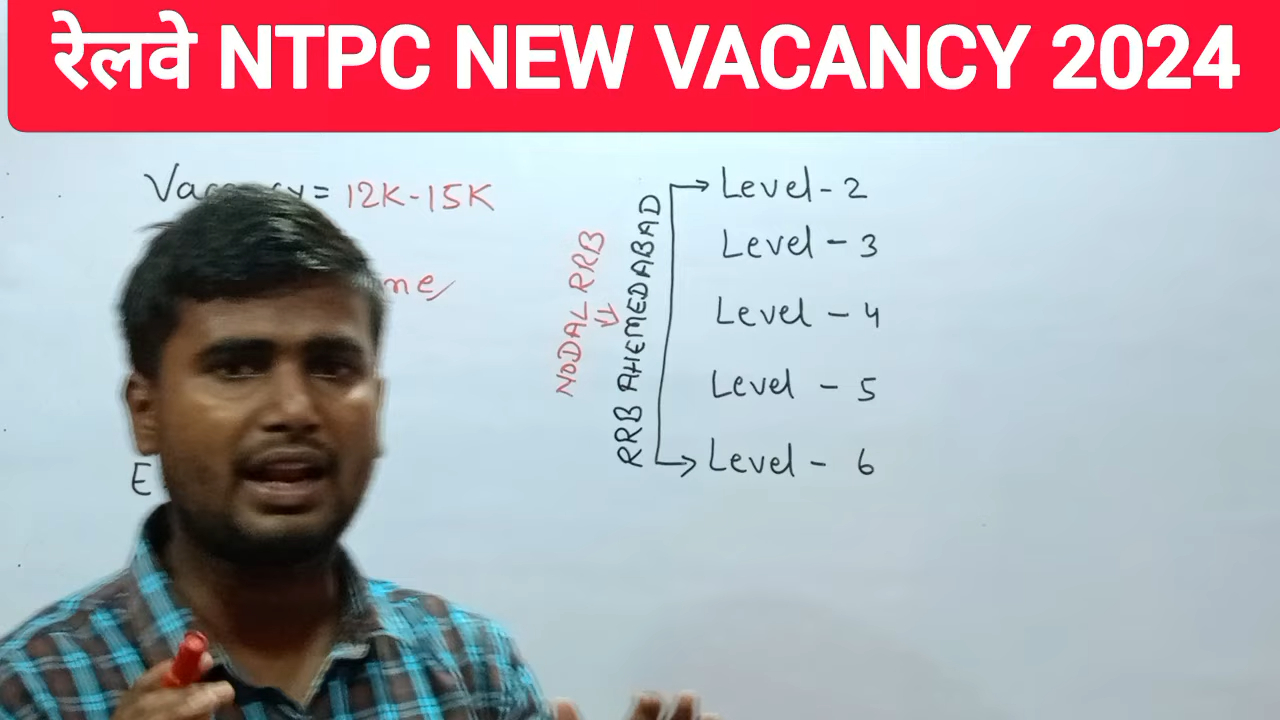 रेलवे NTPC NEW VACANCY 2024
= 12K-15K
NODAL RRB
RRB AHEMEDABAD
Level - 2
Level - 3
Level - 4
Level - 5
Level - 6